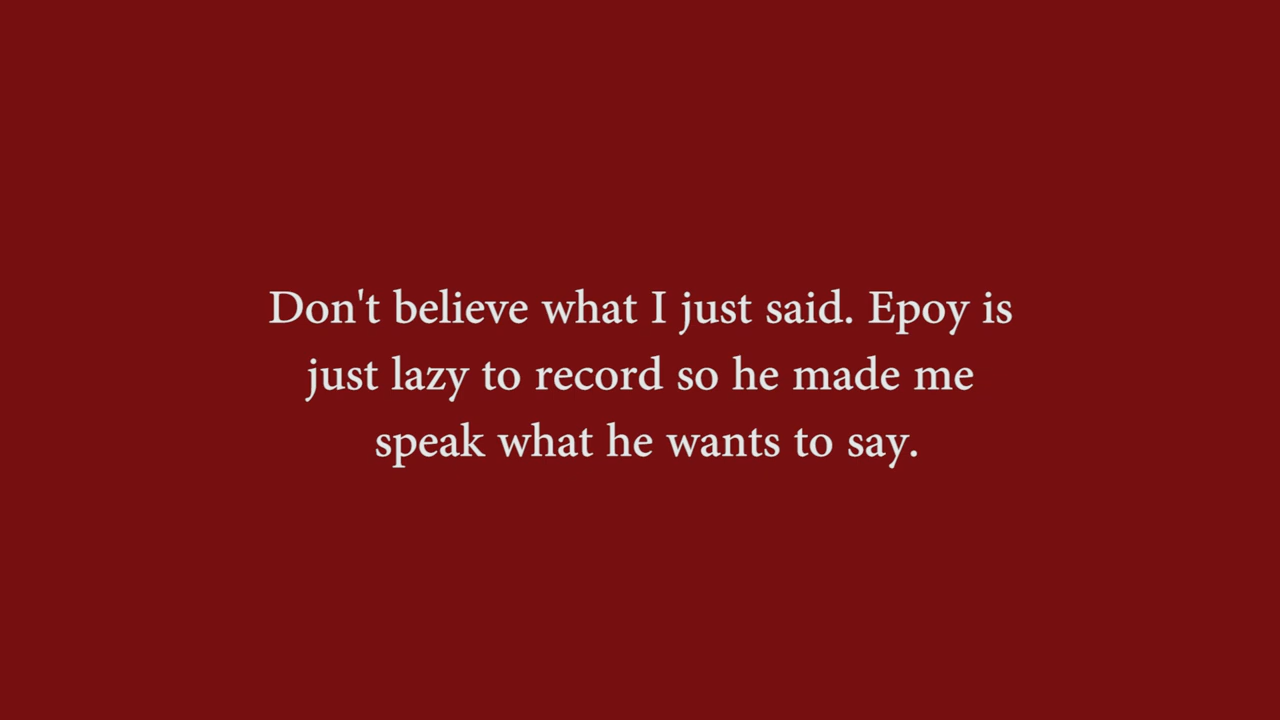 Don't believe what I just said. Epoy is
just lazy to record so he made me
speak what he wants to say.